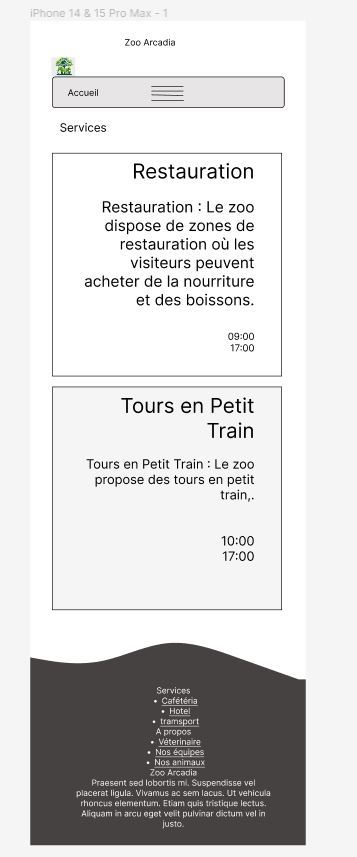 iPhone 14 & 15 Pro Max - 1
Zoo Arcadia
Accueil
Services
Restauration
Restauration : Le zoo
dispose de zones de
restauration où les
visiteurs peuvent
acheter de la nourriture
et des boissons.
09:00
17:00
Tours en Petit
Train
Tours en Petit Train : Le zoo
propose des tours en petit
train,.
10:00
17:00
Services
• Cafétéria
• Hotel
• tramsport
A propos
• Véterinaire
• Nos équipes
• Nos animaux
Zoo Arcadia
Praesent sed lobortis mi. Suspendisse vel
placerat ligula. Vivamus ac sem lacus. Ut vehicula
rhoncus elementum. Etiam quis tristique lectus.
Aliquam in arcu eget velit pulvinar dictum vel in
justo.